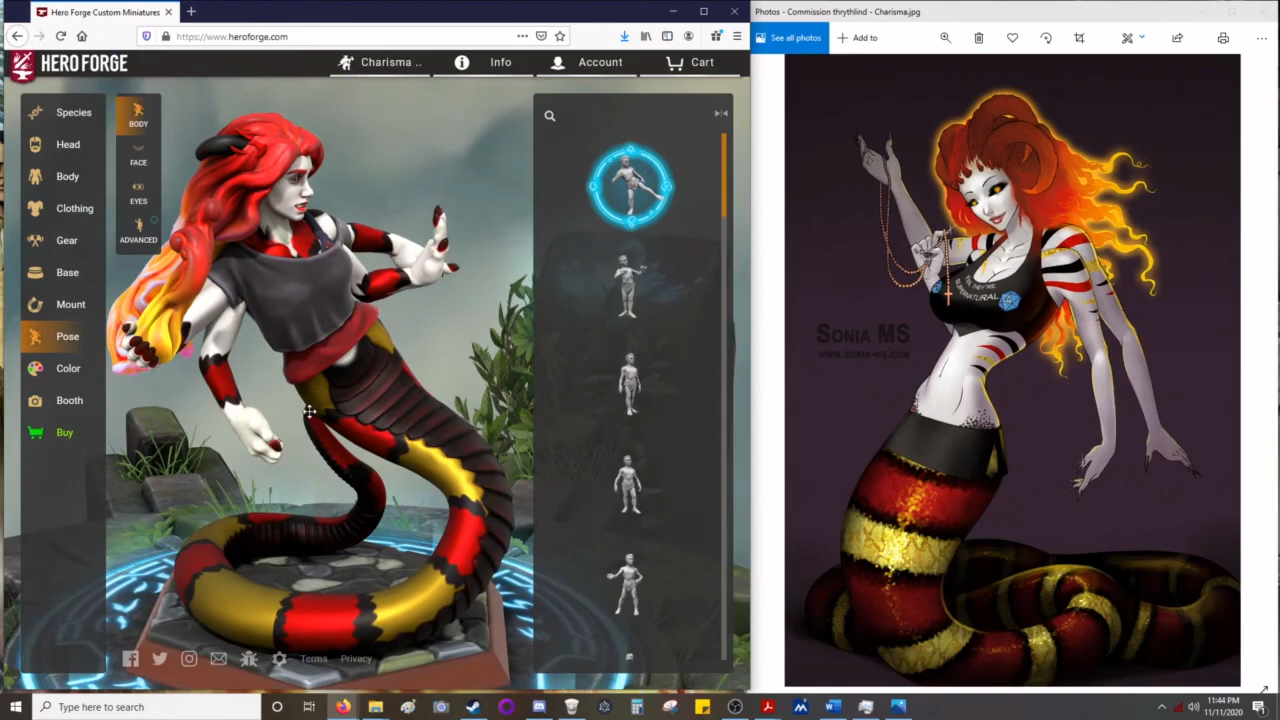 Hero Forge Custom Miniatures
Photos - Commission thrythlind - Charisma.jpg
https://www.heroforge.com
See all photos
Add to
HERO FORGE
Charisma ..
Info
Account
Cart
Species
Head
Body
Clothing
Gear
Base
Mount
Pose
Color
Booth
Buy
BODY
FACE
EYES
ADVANCED
SUPERNATURAL
SONIA MS
WWW.SONIA-MS.COM
Terms
Privacy
Type here to search
11:44 PM
11/11/2020